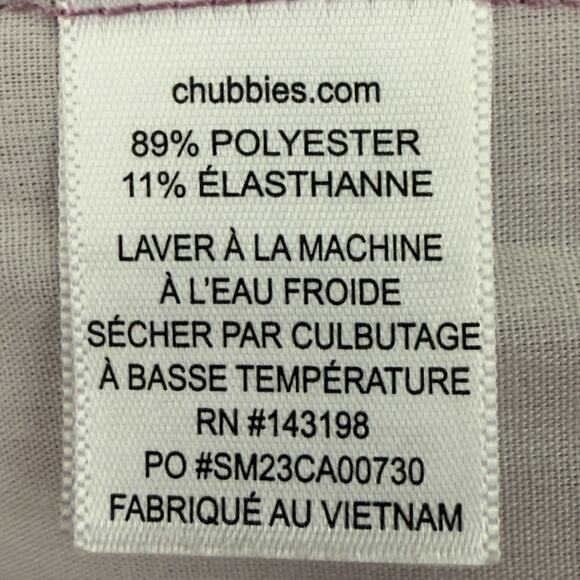 chubbies.com
89% POLYESTER
11% ÉLASTHANNE
LAVER À LA MACHINE
À L'EAU FROIDE
SÉCHER PAR CULBUTAGE
À BASSE TEMPÉRATURE
RN #143198
PO #SM23CA00730
FABRIQUÉ AU VIETNAM